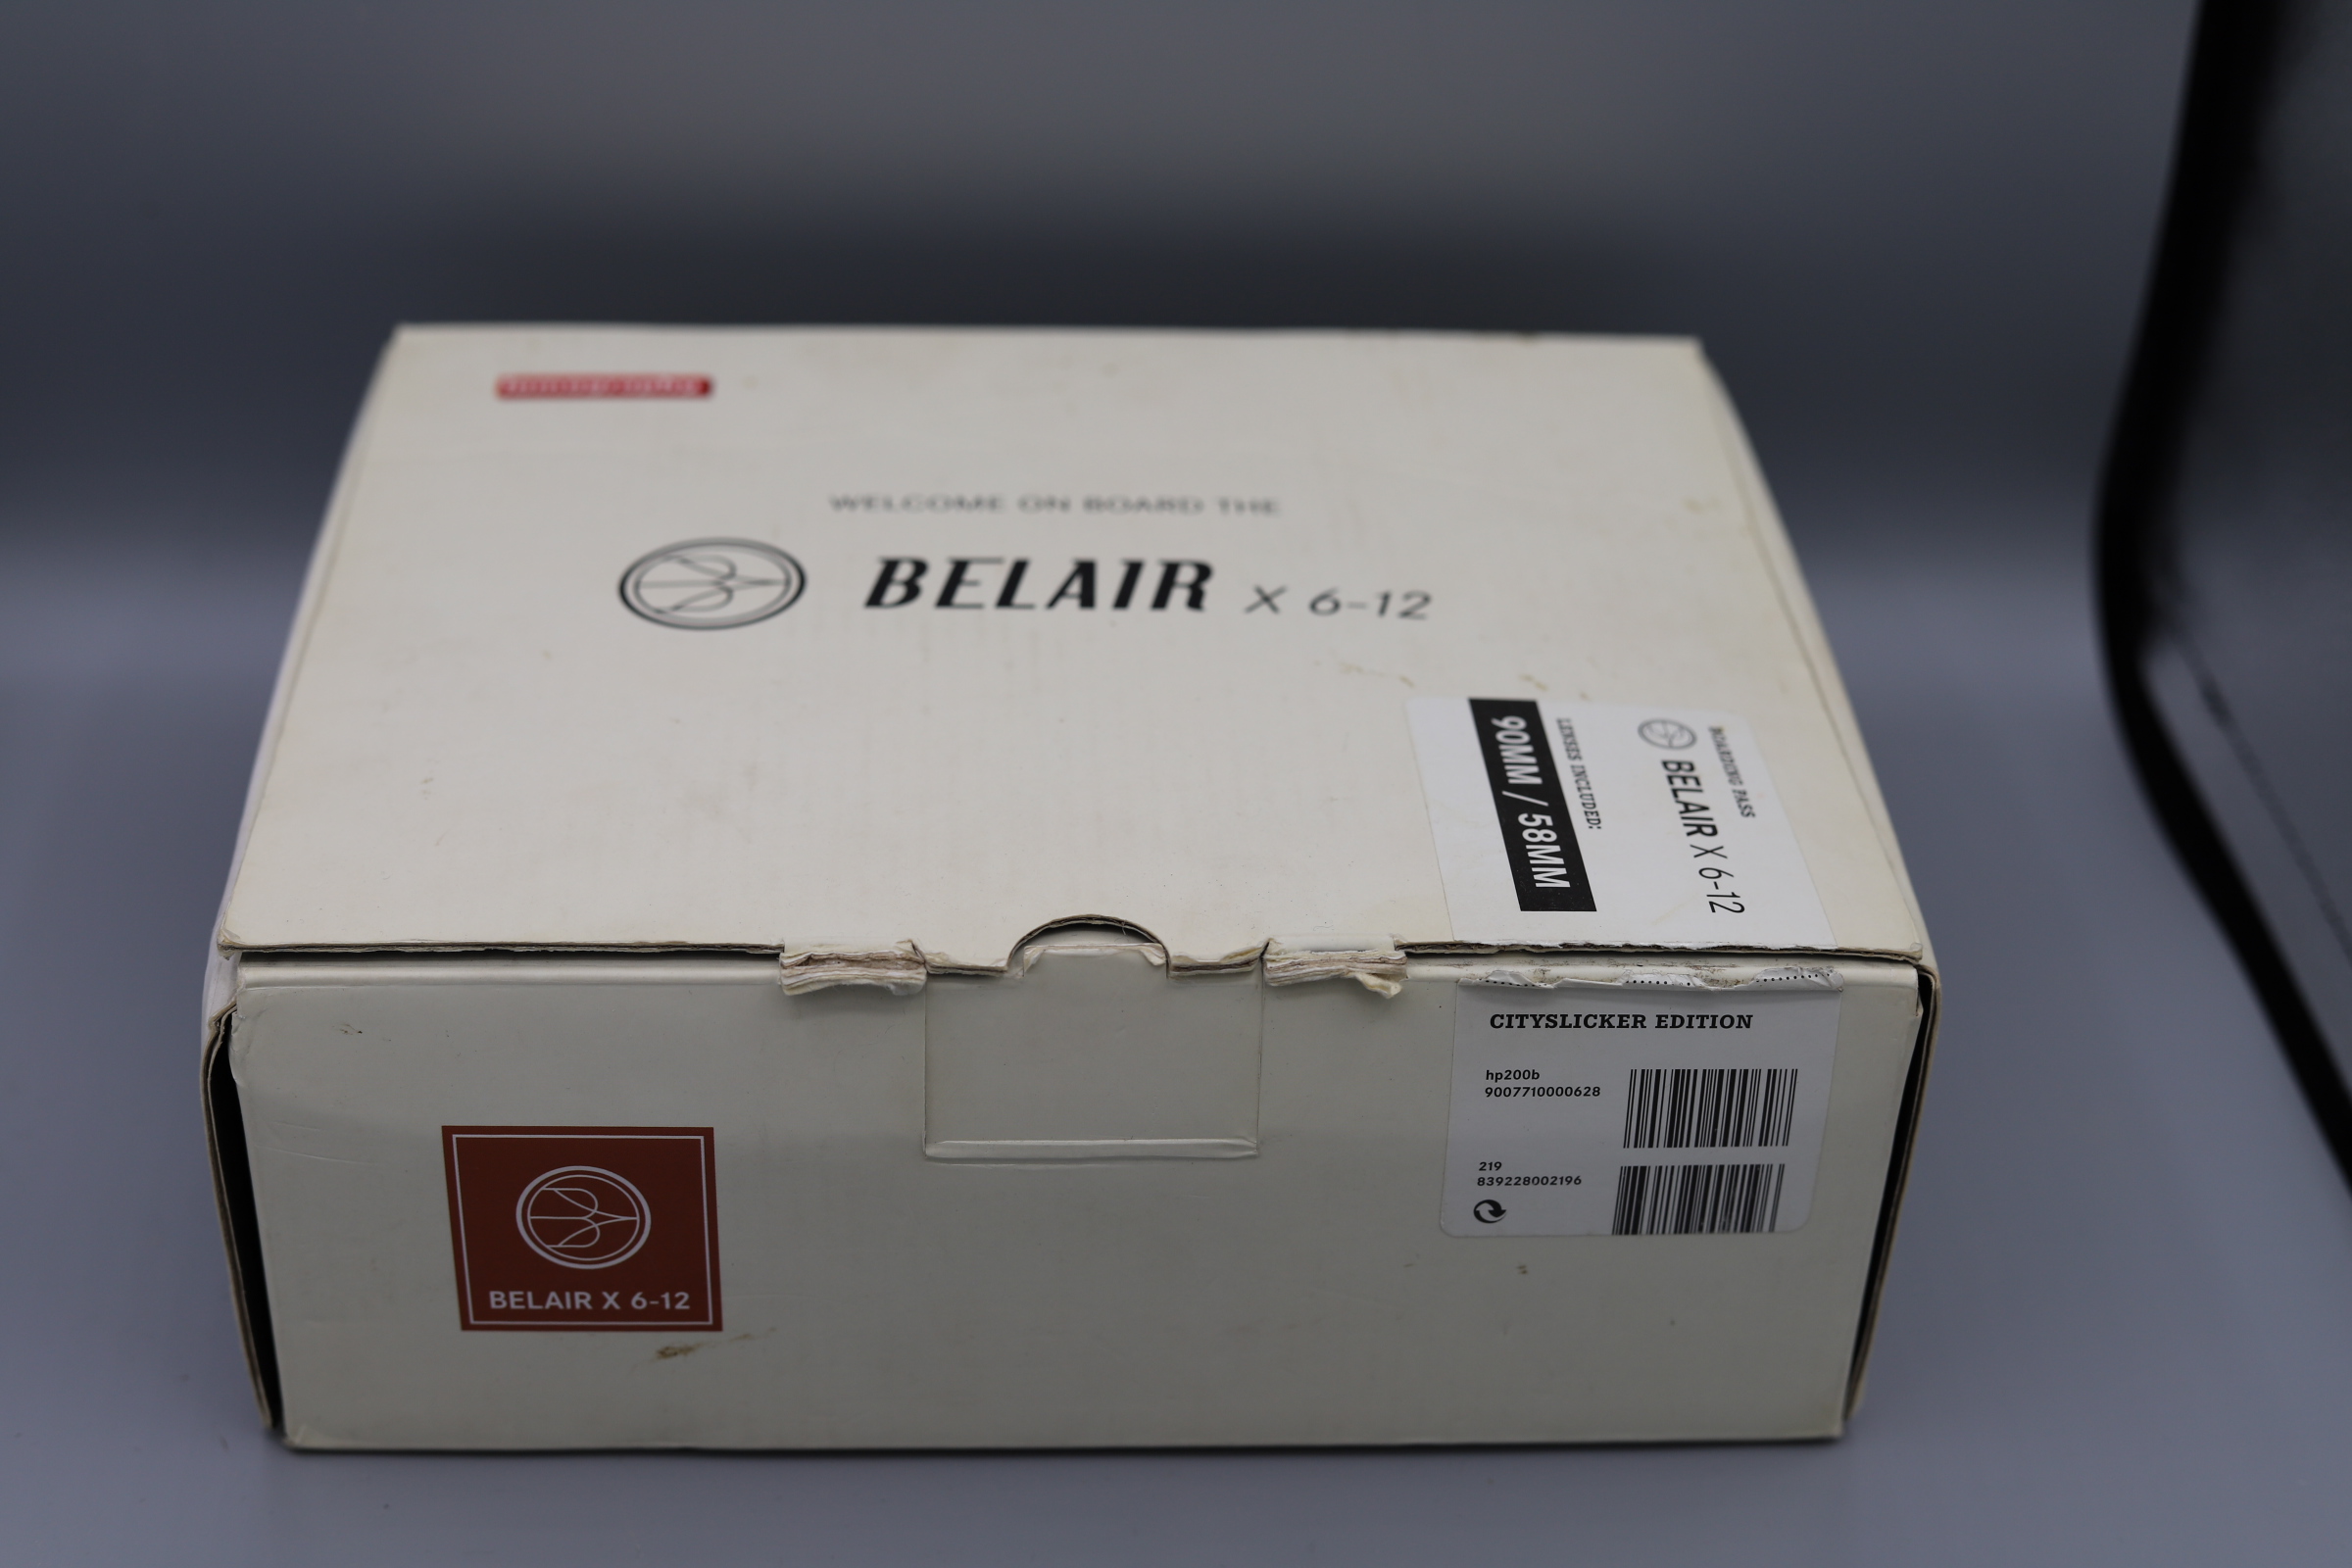 lomography
WELCOME ON BOARD THE
BELAIR X 6-12
BOARDING PASS
BELAIR X 6-12
LENSES INCLUDED:
90MM / 58MM
CITYSLICKER EDITION
hp200b
9007710000628
219
839228002196
BELAIR X 6-12